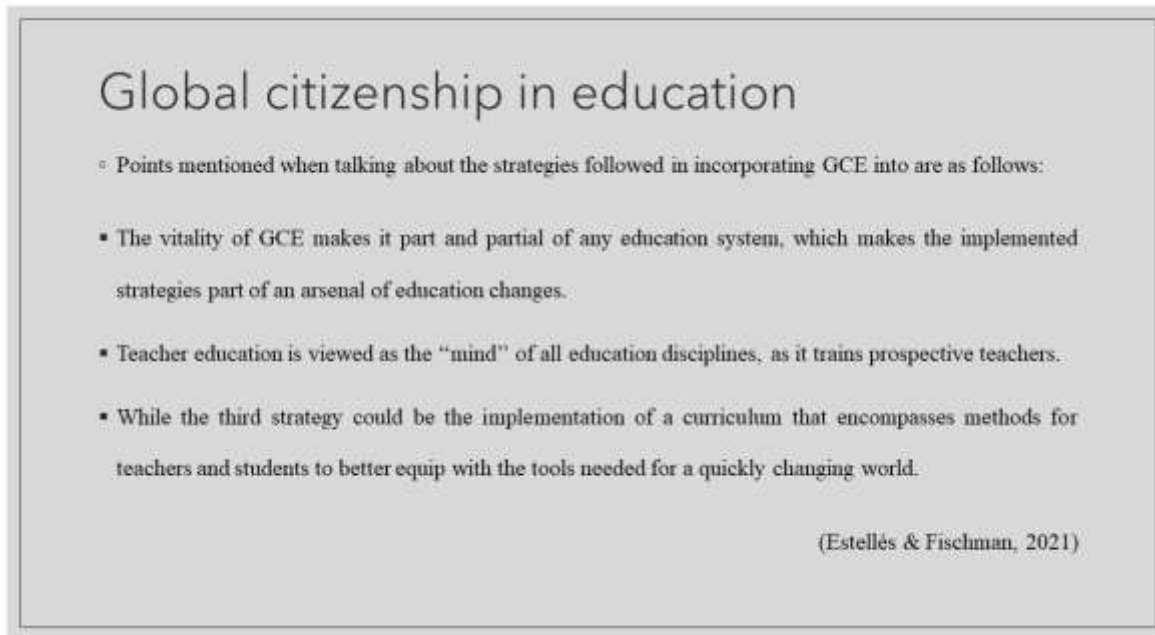 Global citizenship in education
▫ Points mentioned when talking about the strategies followed in incorporating GCE into are as follows:
▪ The vitality of GCE makes it part and partial of any education system, which makes the implemented
strategies part of an arsenal of education changes.
▪ Teacher education is viewed as the “mind” of all education disciplines, as it trains prospective teachers.
▪ While the third strategy could be the implementation of a curriculum that encompasses methods for
teachers and students to better equip with the tools needed for a quickly changing world.
(Estellés & Fischman, 2021)